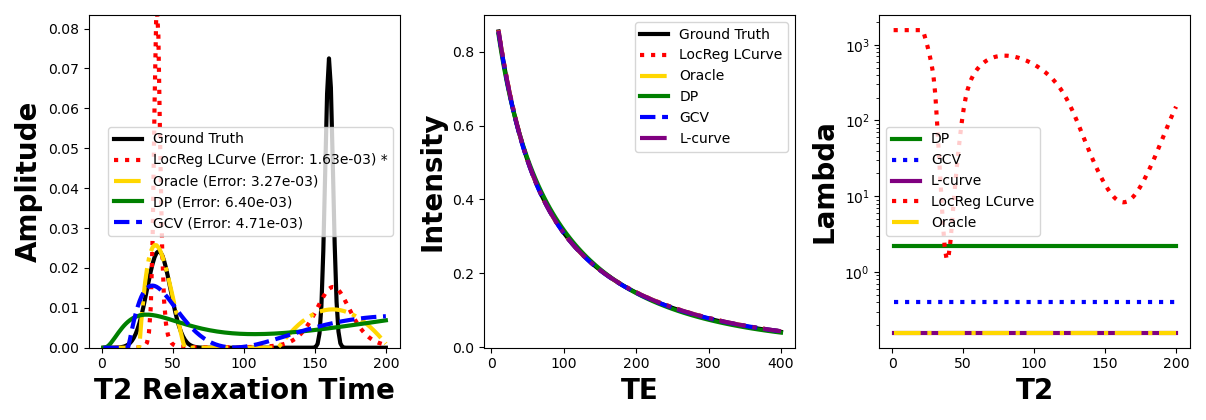 0.08
0.07
0.06
0.05
0.04
0.03
0.02
0.01
0.00
Amplitude
Ground Truth
LocReg LCurve (Error: 1.63e-03) *
Oracle (Error: 3.27e-03)
DP (Error: 6.40e-03)
GCV (Error: 4.71e-03)
0 50 100 150 200
T2 Relaxation Time
0.8
0.6
0.4
0.2
0.0
Intensity
Ground Truth
LocReg LCurve
Oracle
DP
GCV
L-curve
0 100 200 300 400
TE
10³
10²
10¹
10⁰
Lambda
DP
GCV
L-curve
LocReg LCurve
Oracle
0 50 100 150 200
T2